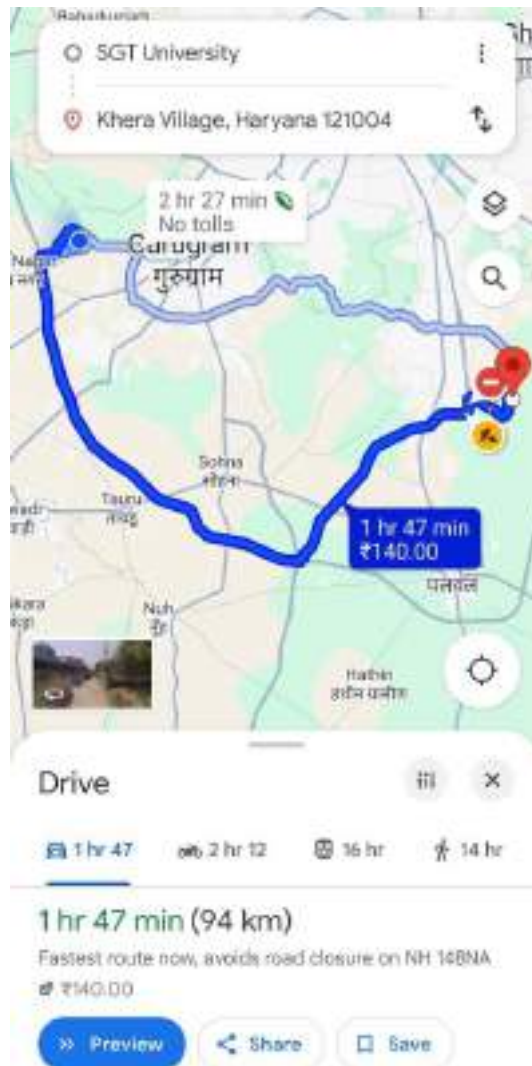 SGT University
Khera Village, Haryana 121004
2 hr 27 min
No tolls
Gurugram
गुरुग्राम
Nagar
Sohna
सोहना
Tauru
1 hr 47 min
₹140.00
पलवल
Nuh
नूंह
Hathin
Drive
1 hr 47
2 hr 12
16 hr
14 hr
1 hr 47 min (94 km)
Fastest route now, avoids road closure on NH 148NA
₹140.00
Preview
Share
Save